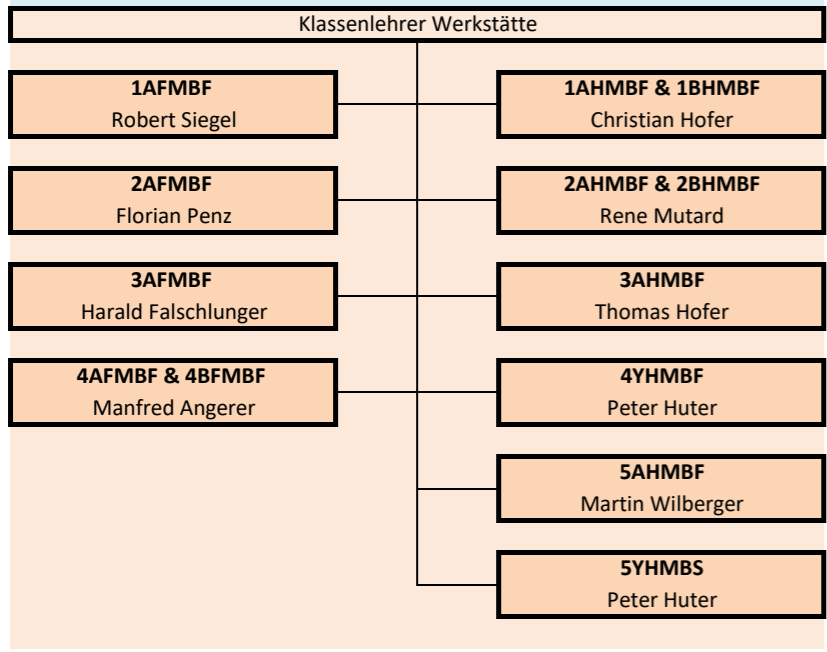 Klassenlehrer Werkstätte
1AFMBF
Robert Siegel
1AHMBF & 1BHMBF
Christian Hofer
2AFMBF
Florian Penz
2AHMBF & 2BHMBF
Rene Mutard
3AFMBF
Harald Falschlunger
3AHMBF
Thomas Hofer
4AFMBF & 4BFMBF
Manfred Angerer
4YHMBF
Peter Huter
5AHMBF
Martin Wilberger
5YHMBS
Peter Huter